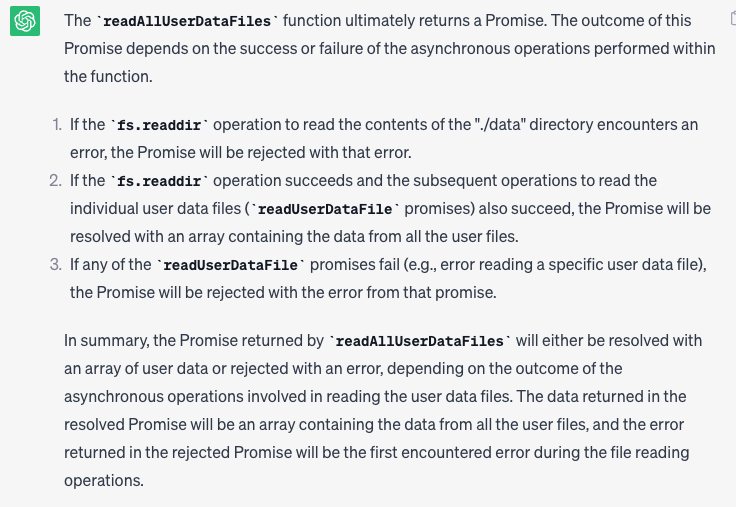 The `readAllUserDataFiles` function ultimately returns a Promise. The outcome of this
Promise depends on the success or failure of the asynchronous operations performed within
the function.
1. If the `fs.readdir` operation to read the contents of the "./data" directory encounters an
error, the Promise will be rejected with that error.
2. If the `fs.readdir` operation succeeds and the subsequent operations to read the
individual user data files (`readUserDataFile` promises) also succeed, the Promise will be
resolved with an array containing the data from all the user files.
3. If any of the `readUserDataFile` promises fail (e.g., error reading a specific user data file),
the Promise will be rejected with the error from that promise.
In summary, the Promise returned by `readAllUserDataFiles` will either be resolved with
an array of user data or rejected with an error, depending on the outcome of the
asynchronous operations involved in reading the user data files. The data returned in the
resolved Promise will be an array containing the data from all the user files, and the error
returned in the rejected Promise will be the first encountered error during the file reading
operations.